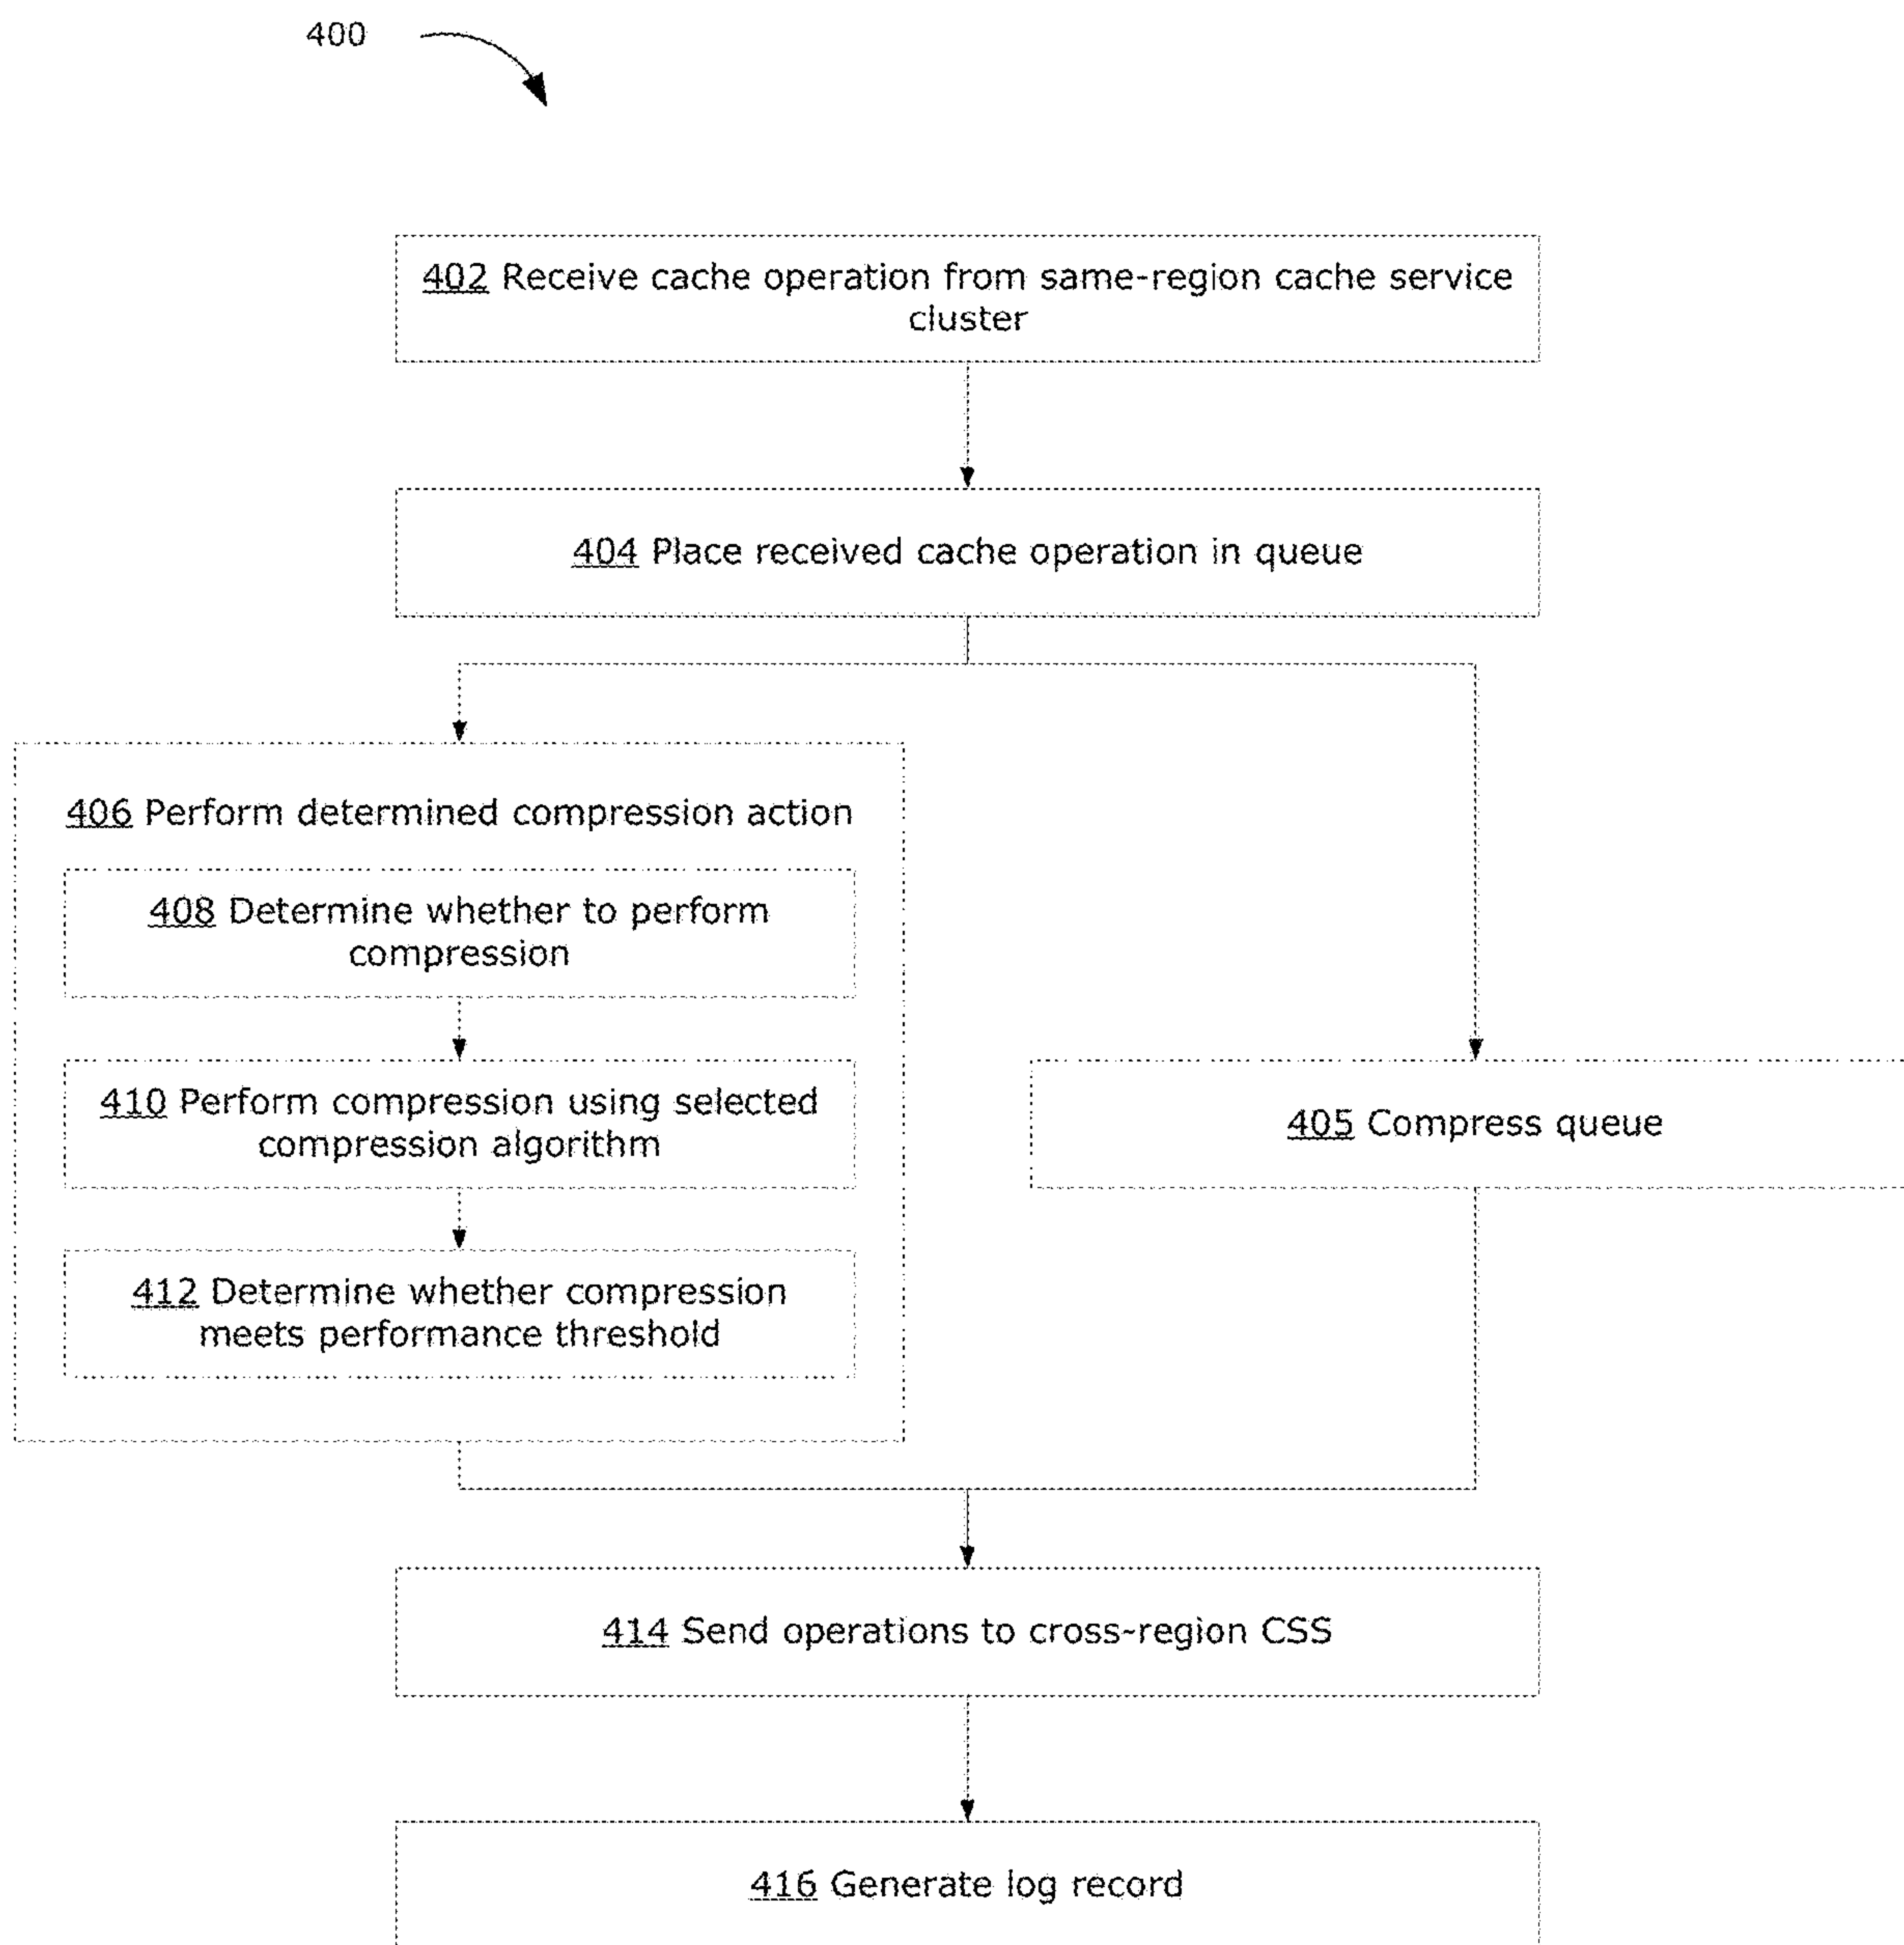 400
402 Receive cache operation from same-region cache service
cluster
404 Place received cache operation in queue
406 Perform determined compression action
408 Determine whether to perform
compression
410 Perform compression using selected
compression algorithm
412 Determine whether compression
meets performance threshold
405 Compress queue
414 Send operations to cross-region CSS
416 Generate log record